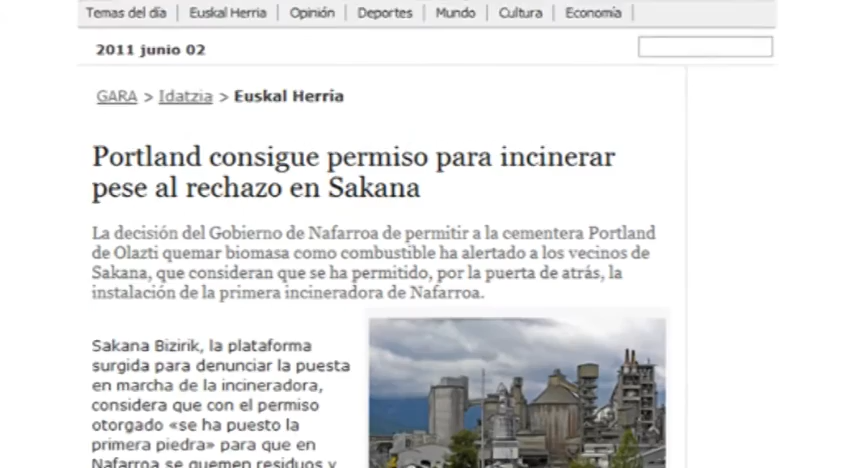 Temas del día | Euskal Herria | Opinión | Deportes | Mundo | Cultura | Economía |
2011 junio 02
GARA > Idatzia > Euskal Herria
Portland consigue permiso para incinerar
pese al rechazo en Sakana
La decisión del Gobierno de Nafarroa de permitir a la cementera Portland
de Olazti quemar biomasa como combustible ha alertado a los vecinos de
Sakana, que consideran que se ha permitido, por la puerta de atrás, la
instalación de la primera incineradora de Nafarroa.
Sakana Bizirik, la plataforma
surgida para denunciar la puesta
en marcha de la incineradora,
considera que con el permiso
otorgado «se ha puesto la
primera piedra» para que en
Nafarroa se quemen residuos y